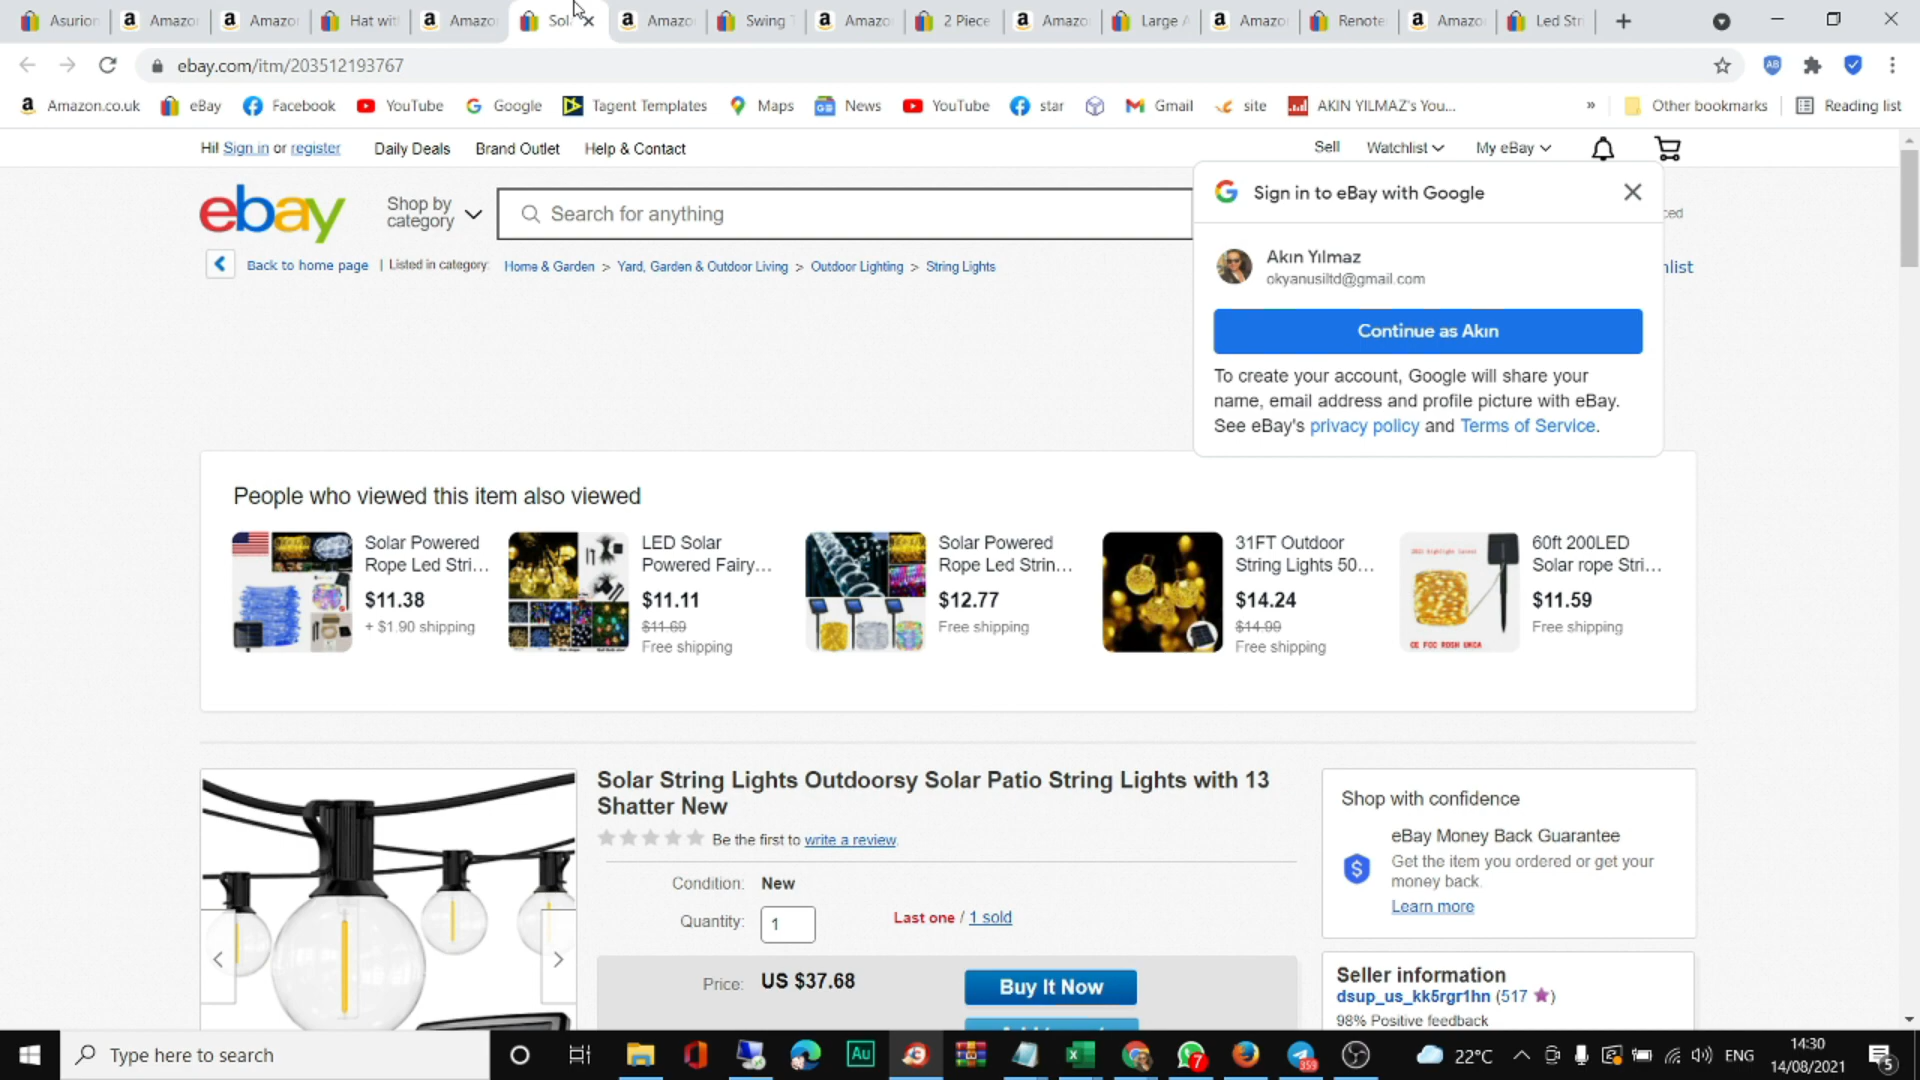 Asurion
Amazo
Amazo
Hat wit
Amazo
Sol
Amazo
Swing T
Amazo
2 Piece
Amazo
Large A
Amazo
Renote
Amazo
Led Str
ebay.com/itm/203512193767
Amazon.co.uk
eBay
Facebook
YouTube
Google
Tagent Templates
Maps
News
YouTube
star
Gmail
site
AKIN YILMAZ's You...
»
Other bookmarks
Reading list
Hi! Sign in or register
Daily Deals
Brand Outlet
Help & Contact
Sell
Watchlist
My eBay
ebay
Shop by
category
Search for anything
Back to home page
| Listed in category:
Home & Garden > Yard, Garden & Outdoor Living > Outdoor Lighting > String Lights
Sign in to eBay with Google
Akın Yılmaz
okyanusiltd@gmail.com
Continue as Akın
To create your account, Google will share your
name, email address and profile picture with eBay.
See eBay's privacy policy and Terms of Service.
People who viewed this item also viewed
Solar Powered
Rope Led Stri...
$11.38
+ $1.90 shipping
LED Solar
Powered Fairy...
$11.11
$11.69
Free shipping
Solar Powered
Rope Led Strin...
$12.77
Free shipping
31FT Outdoor
String Lights 50...
$14.24
$14.99
Free shipping
60ft 200LED
Solar rope Stri...
$11.59
Free shipping
Solar String Lights Outdoorsy Solar Patio String Lights with 13
Shatter New
Be the first to write a review.
Condition: New
Quantity: 1
Last one / 1 sold
Price: US $37.68
Buy It Now
Shop with confidence
eBay Money Back Guarantee
Get the item you ordered or get your
money back.
Learn more
Seller information
dsup_us_kk5rgr1hn (517 ★)
98% Positive feedback
Type here to search
Au
7
359
22°C
ENG
14:30
14/08/2021
5